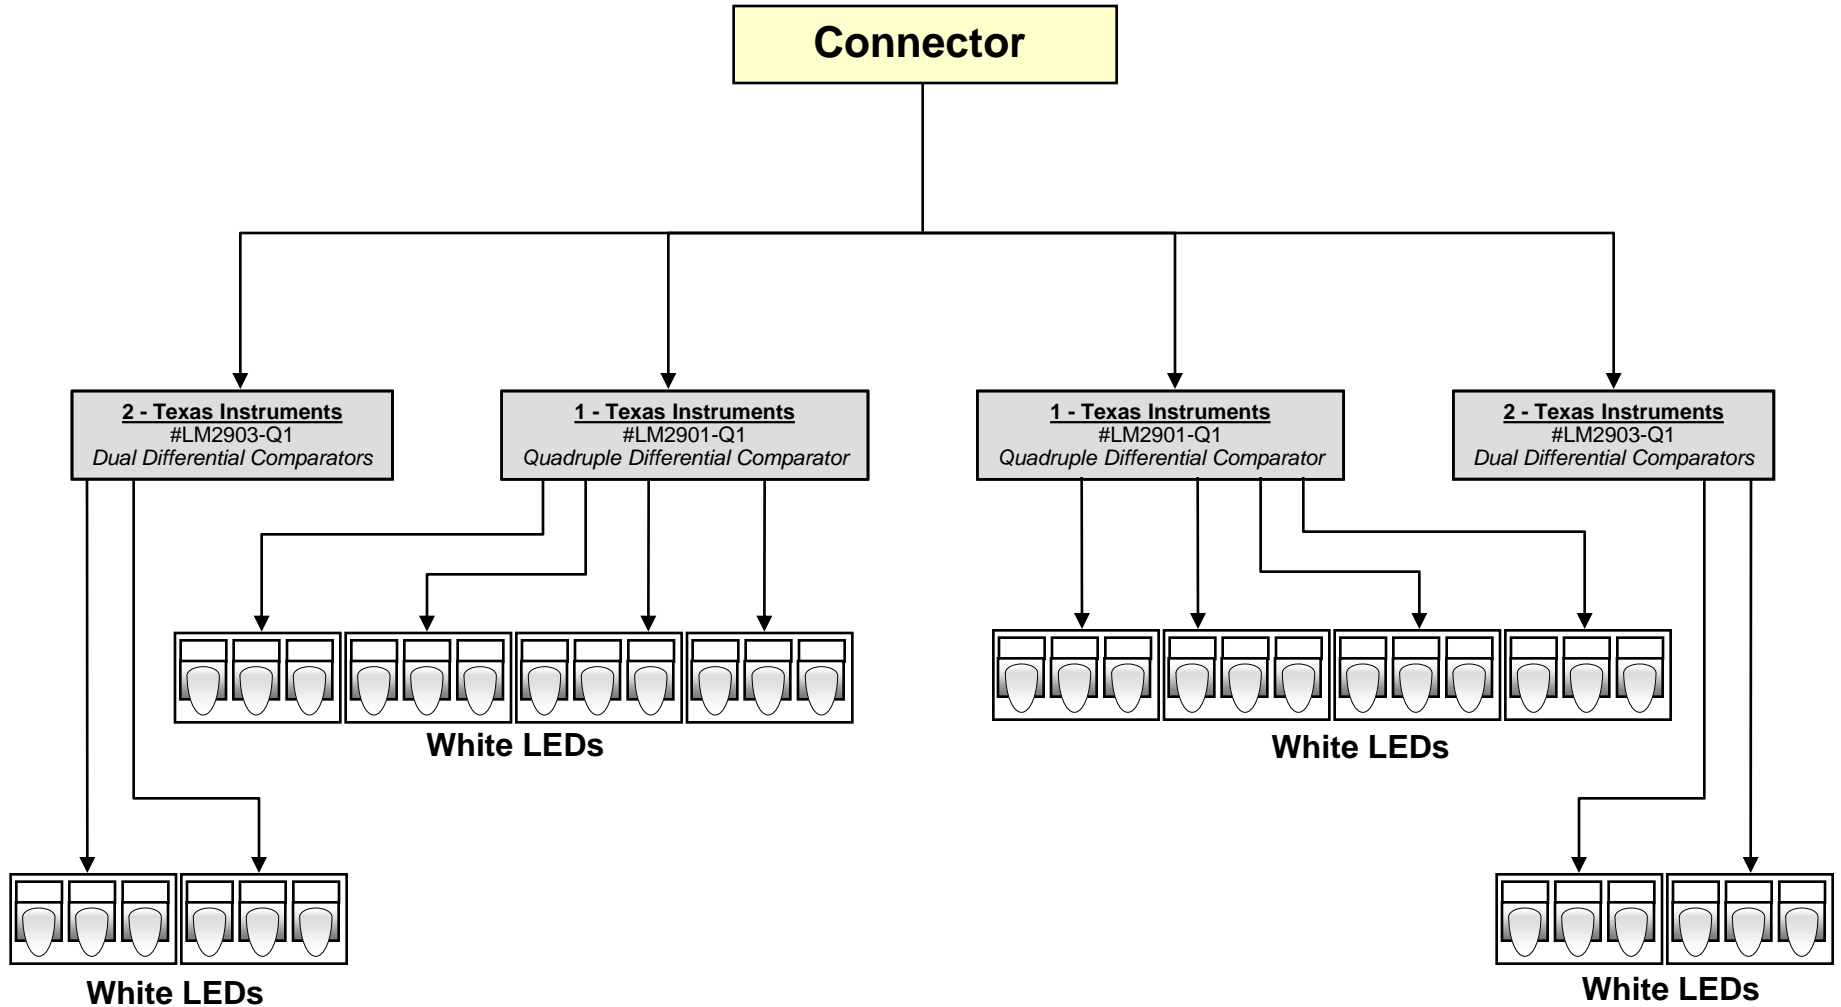 Connector
2 - Texas Instruments
#LM2903-Q1
Dual Differential Comparators
1 - Texas Instruments
#LM2901-Q1
Quadruple Differential Comparator
1 - Texas Instruments
#LM2901-Q1
Quadruple Differential Comparator
2 - Texas Instruments
#LM2903-Q1
Dual Differential Comparators
White LEDs
White LEDs
White LEDs
White LEDs